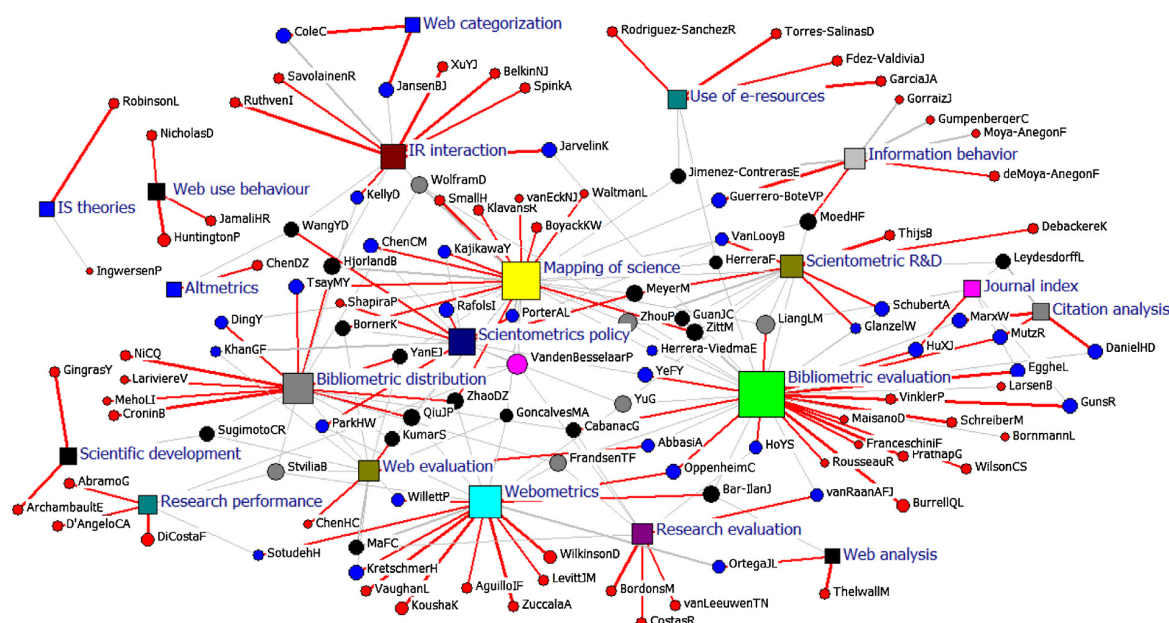 Rodriguez-SanchezR
Torres-SalinasD
Web categorization
ColeC
XuYJ
Fdez-ValdiviaJ
SavolainenR
BelkinNJ
GarciaJA
JansenBJ
SpinkA
RobinsonL
RuthvenI
Use of e-resources
GorraizJ
GumpenbergerC
NicholasD
Moya-AnegonF
IR interaction
JarvelinK
Information behavior
Jimenez-ContrerasE
deMoya-AnegonF
WolframD
Web use behaviour
KellyD
SmallH
vanEckNJ
WaltmanL
Guerrero-BoteVP
IS theories
KlavansR
JamaliHR
WangYD
BoyackKW
MoedHF
DebackereK
HuntingtonP
ChenCM
KajikawaY
VanLooyB
ThijsB
IngwersenP
ChenDZ
HjorlandB
Mapping of science
HerreraF
Scientometric R&D
LeydesdorffL
Altmetrics
TsayMY
MeyerM
Journal index
ShapiraP
RafolsI
PorterAL
GuanJC
SchubertA
Citation analysis
DingY
BornerK
Scientometrics policy
ZhouP
ZittM
LiangLM
GlanzelW
MarxW
MutzR
KhanGF
YanEJ
VandenBesselaarP
Herrera-ViedmaE
HuXJ
DanielHD
NiCQ
GingrasY
LariviereV
Bibliometric distribution
YeFY
Bibliometric evaluation
EggheL
LarsenB
MeholLI
ZhaoDZ
YuG
VinklerP
GunsR
CroninB
QiuJP
GoncalvesMA
MaisanoD
SchreiberM
ParkHW
CabanacG
SugimotoCR
KumarS
AbbasiA
HoYS
FranceschiniF
BornmannL
Scientific development
StviliaB
Web evaluation
FrandsenTF
OppenheimC
RousseauR
PrathapG
WilsonCS
AbramoG
Webometrics
Bar-IlanJ
vanRaanAFJ
Research performance
WillettP
BurrellQL
ArchambaultE
D'AngeloCA
ChenHC
DiCostaF
Research evaluation
SotudehH
MaFC
WilkinsonD
Web analysis
KretschmerH
LevittJM
OrtegaJL
VaughanL
AguilloIF
BordonsM
ThelwallM
KoushaK
ZuccalaA
vanLeeuwenTN
CostasR